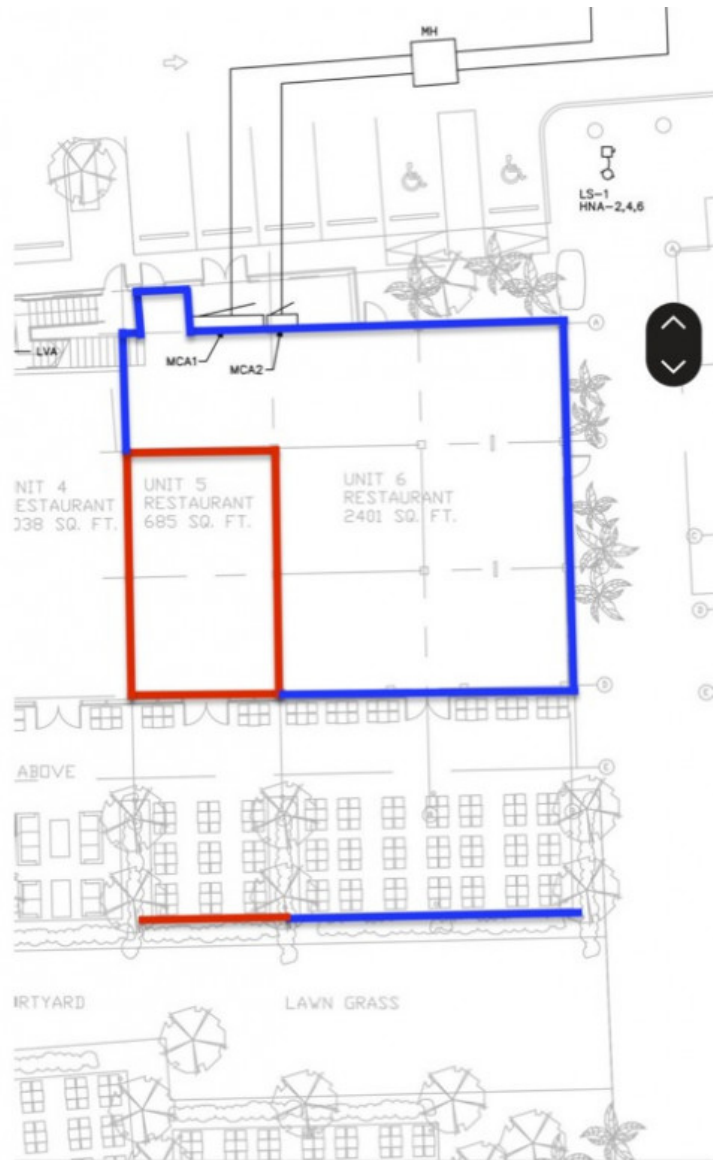 MH
LS-1
HNA-2,4,6
A
A
LVA
MCA1
MCA2
UNIT 5
RESTAURANT
685 SQ. FT.
UNIT 6
RESTAURANT
2401 SQ. FT.
NIT 4
ESTAURANT
038 SQ. FT.
C
D
D
E
ABOVE
RTYARD
LAWN GRASS